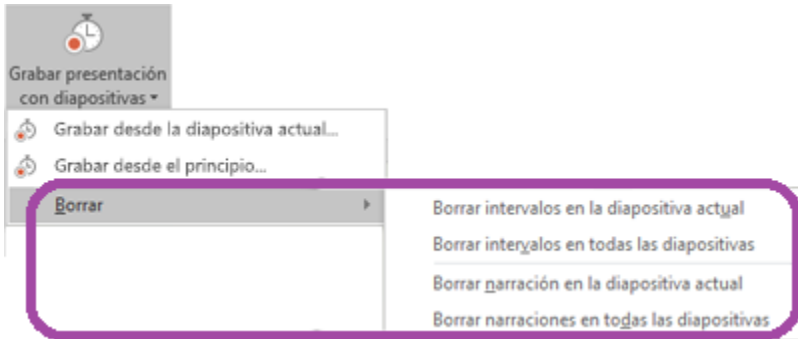 Grabar presentación
con diapositivas
Grabar desde la diapositiva actual...
Grabar desde el principio...
Borrar
Borrar intervalos en la diapositiva actual
Borrar intervalos en todas las diapositivas
Borrar narración en la diapositiva actual
Borrar narraciones en todas las diapositivas